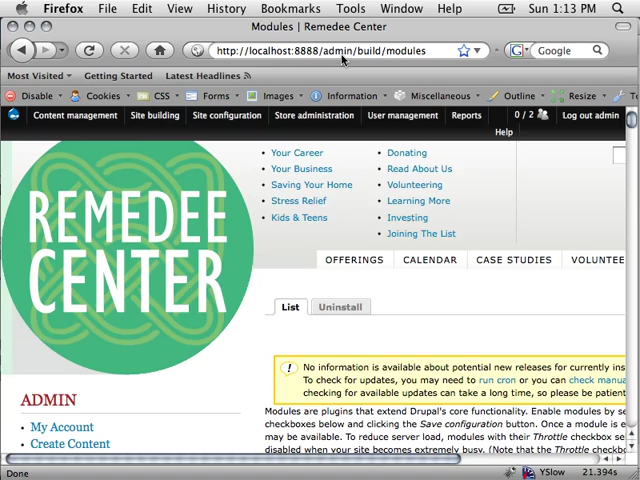 Firefox File Edit View History Bookmarks Tools Window Help Sun 1:13 PM
Modules | Remedee Center
http://localhost:8888/admin/build/modules Google
Most Visited Getting Started Latest Headlines
Disable Cookies CSS Forms Images Information Miscellaneous Outline Resize
Content management Site building Site configuration Store administration User management Reports 0 / 2 Log out admin
Help
Your Career
Your Business
Saving Your Home
Stress Relief
Kids & Teens
Donating
Read About Us
Volunteering
Learning More
Investing
Joining The List
REMEDEE
CENTER
OFFERINGS CALENDAR CASE STUDIES VOLUNTEE
List Uninstall
No information is available about potential new releases for currently ins
To check for updates, you may need to run cron or you can check manua
checking for available updates can take a long time, so please be patient
ADMIN
My Account
Create Content
Modules are plugins that extend Drupal's core functionality. Enable modules by se
checkboxes below and clicking the Save configuration button. Once a module is e
may be available. To reduce server load, modules with their Throttle checkbox se
disabled when your site becomes extremely busy. (Note that the Throttle checkbo
Done YSlow 21.394s